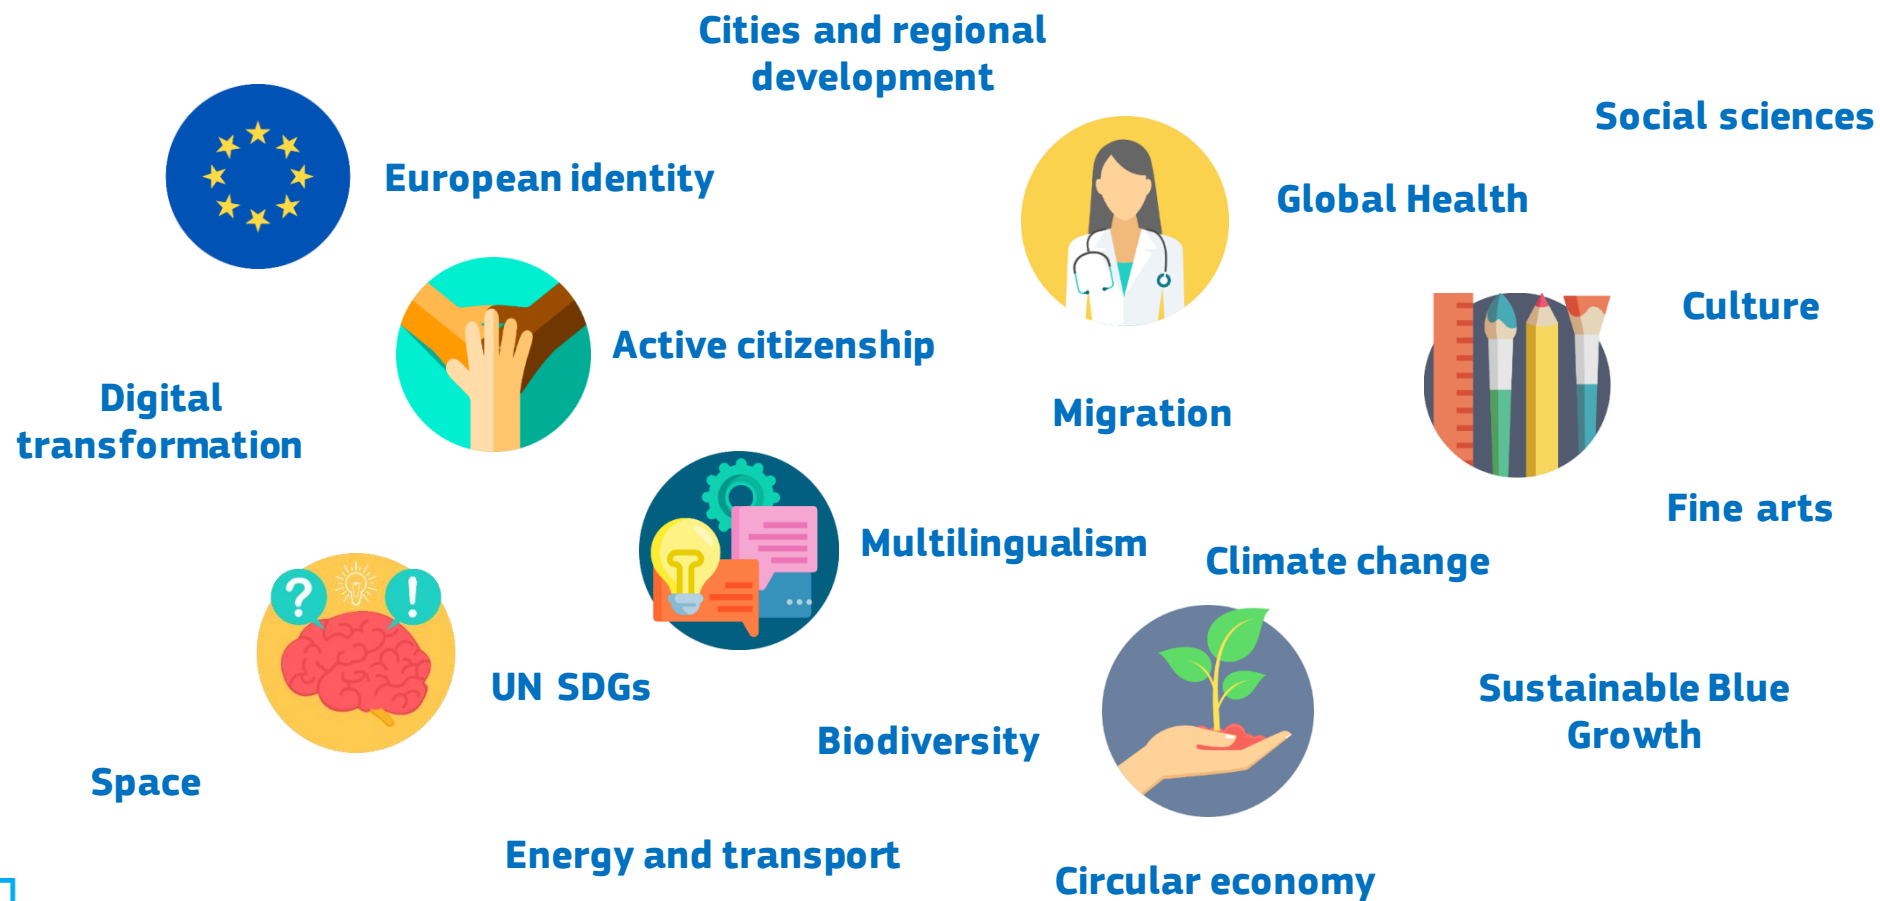 Cities and regional
development
Social sciences
European identity
Global Health
Culture
Active citizenship
Digital
transformation
Migration
Fine arts
Multilingualism
Climate change
?
!
UN SDGs
Sustainable Blue
Growth
Biodiversity
Space
Energy and transport
Circular economy